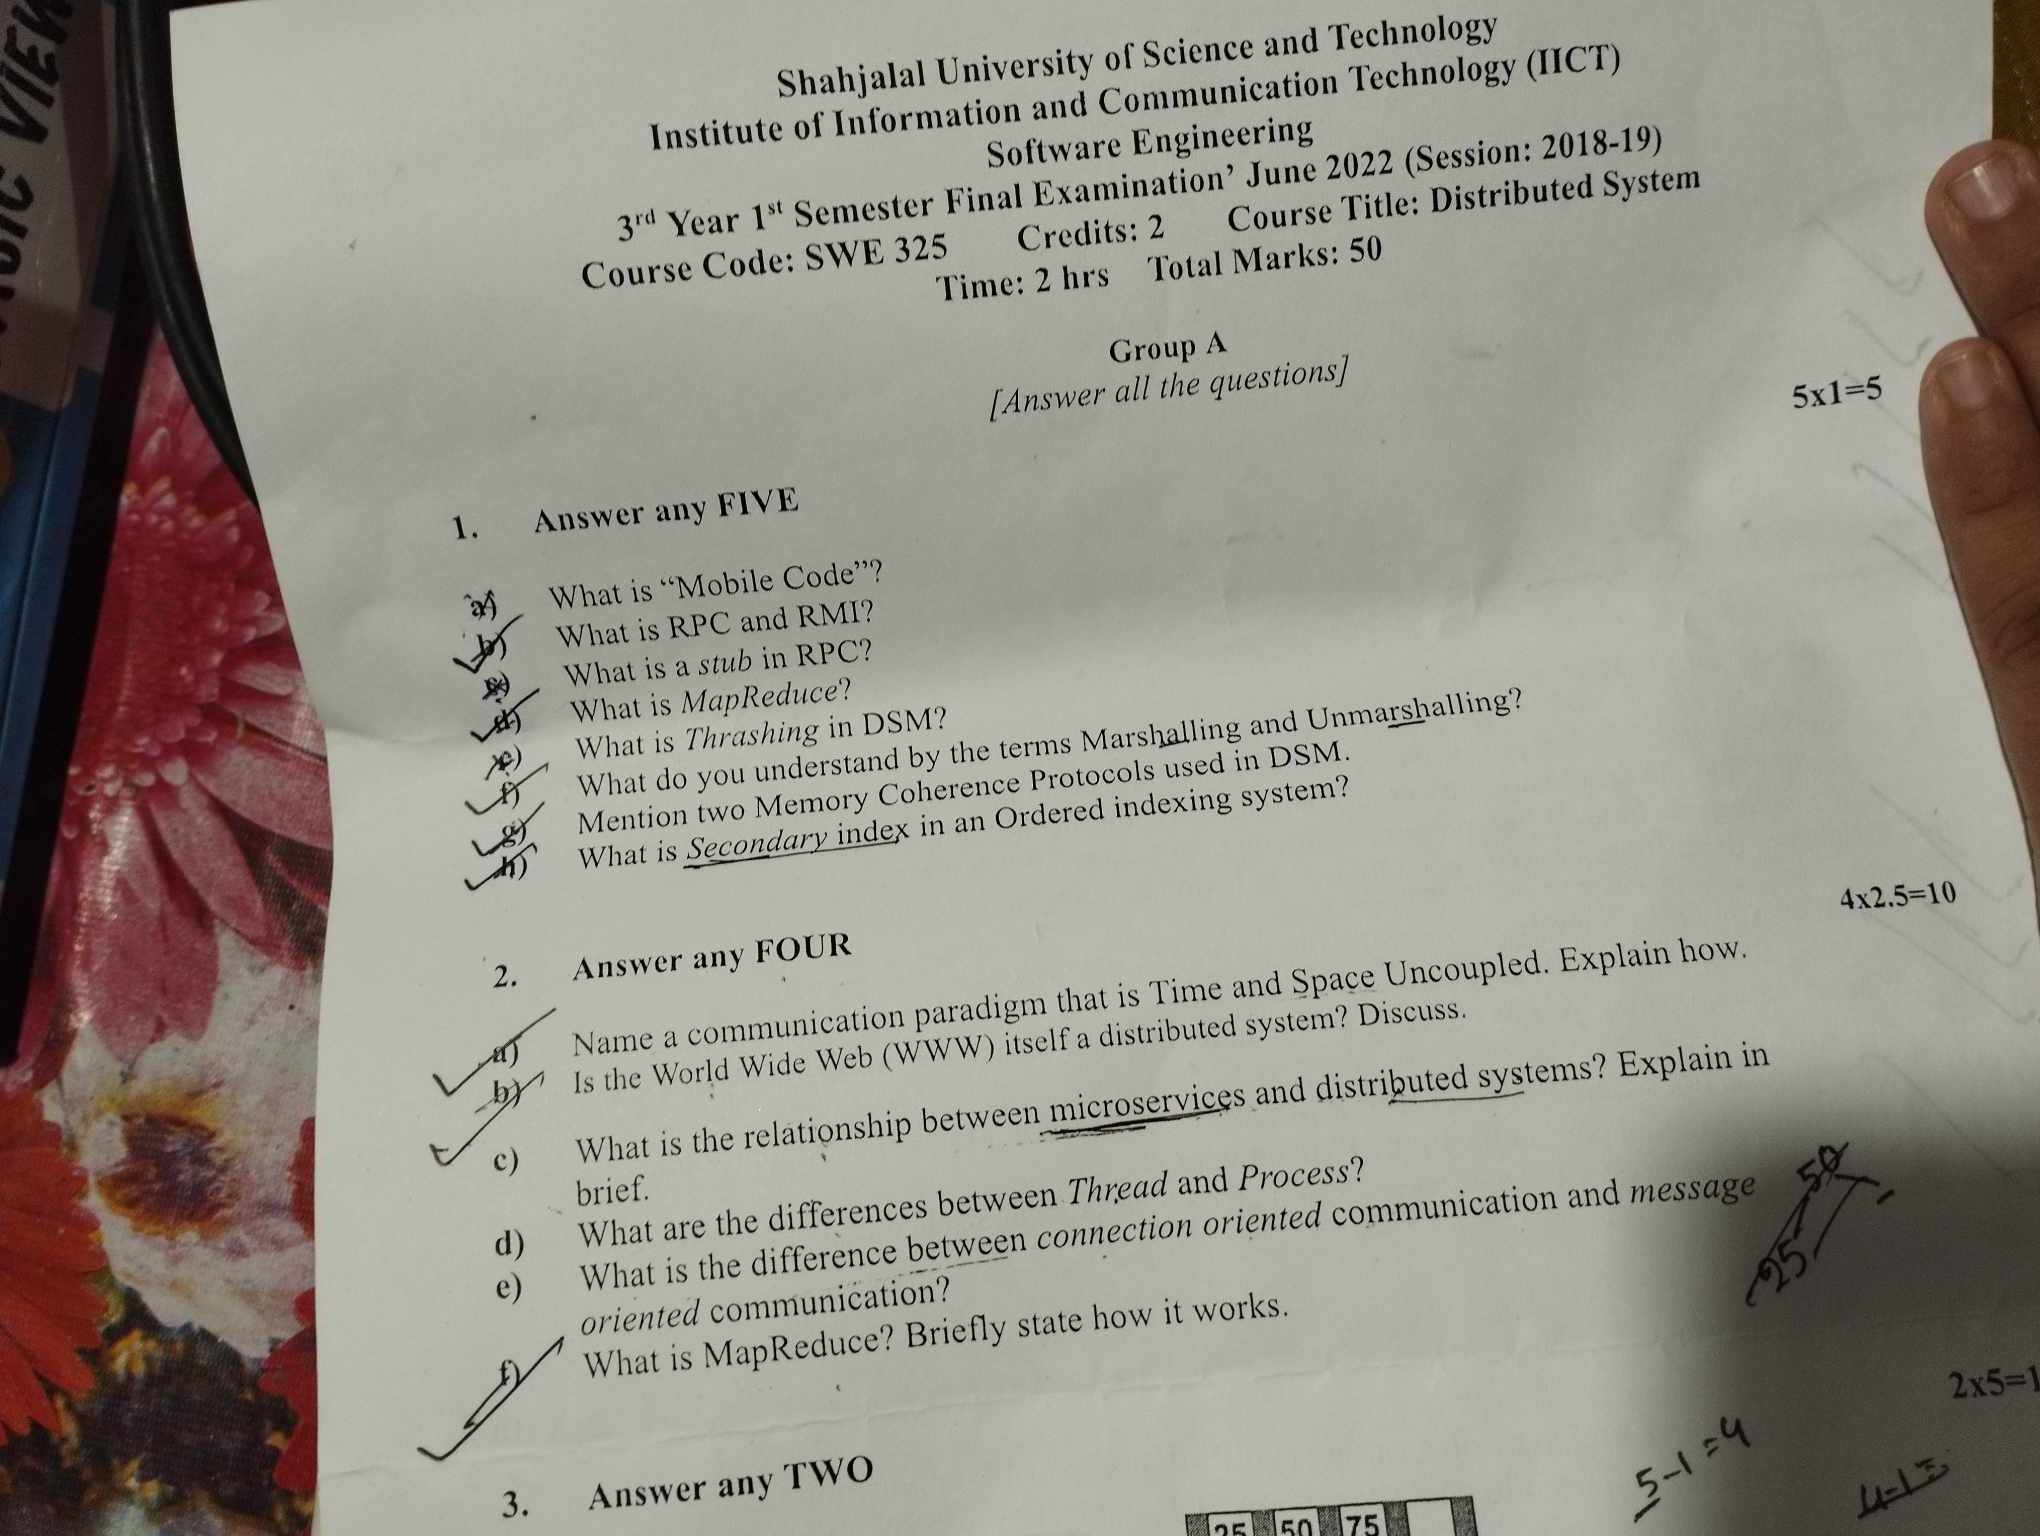 Shahjalal University of Science and Technology
Institute of Information and Communication Technology (IICT)
Software Engineering
3rd Year 1st Semester Final Examination’ June 2022 (Session: 2018-19)
Course Code: SWE 325 Credits: 2 Course Title: Distributed System
Time: 2 hrs Total Marks: 50
Group A
[Answer all the questions]
5x1=5
1. Answer any FIVE
a) What is “Mobile Code”?
b) What is RPC and RMI?
c) What is a stub in RPC?
d) What is MapReduce?
e) What is Thrashing in DSM?
f) What do you understand by the terms Marshalling and Unmarshalling?
g) Mention two Memory Coherence Protocols used in DSM.
h) What is Secondary index in an Ordered indexing system?
4x2.5=10
2. Answer any FOUR
a) Name a communication paradigm that is Time and Space Uncoupled. Explain how.
b) Is the World Wide Web (WWW) itself a distributed system? Discuss.
c) What is the relationship between microservices and distributed systems? Explain in
brief.
d) What are the differences between Thread and Process?
e) What is the difference between connection oriented communication and message
oriented communication?
f) What is MapReduce? Briefly state how it works.
50
25
2x5=1
5-1=4
4-1=
3. Answer any TWO
25 50 75